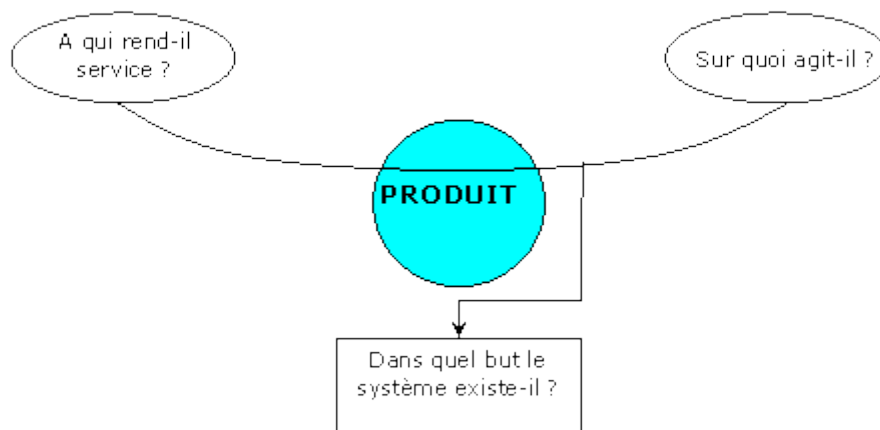 A qui rend-il
service ?
Sur quoi agit-il ?
PRODUIT
Dans quel but le
système existe-il ?